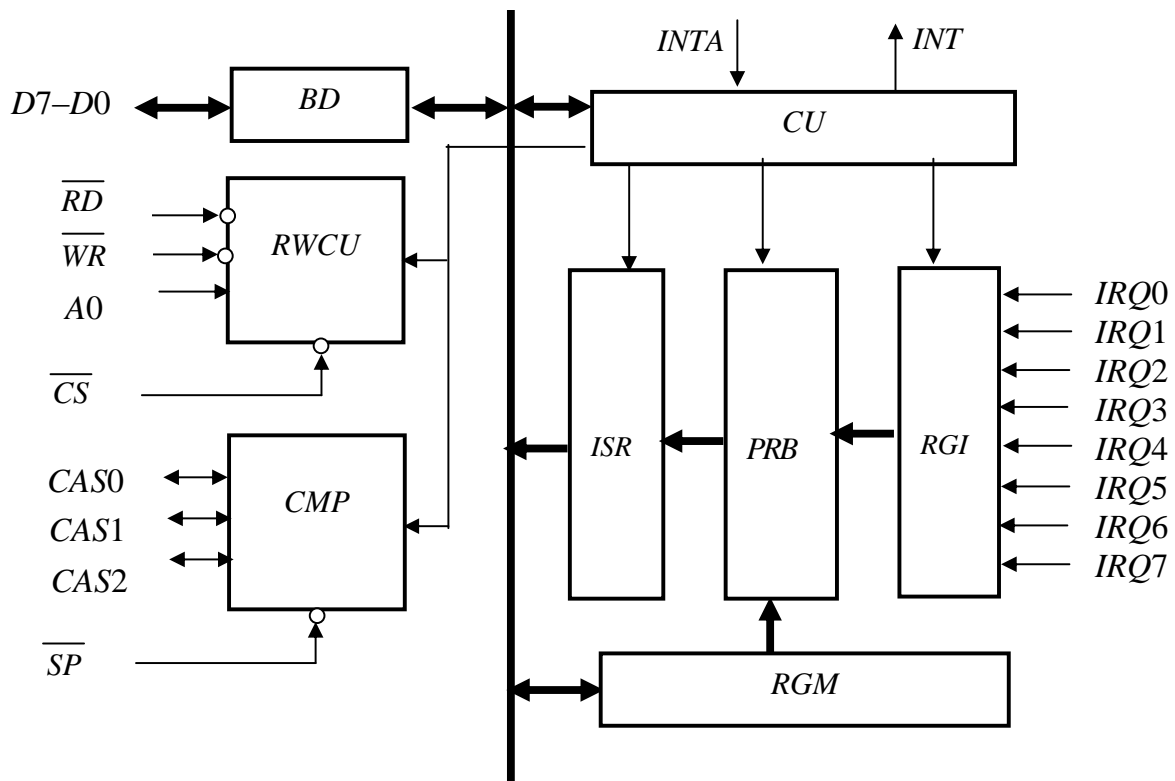 INTA
INT
D7–D0
BD
CU
RD
WR
A0
RWCU
CS
IRQ0
IRQ1
IRQ2
IRQ3
IRQ4
IRQ5
IRQ6
IRQ7
ISR
PRB
RGI
CAS0
CAS1
CAS2
CMP
SP
RGM